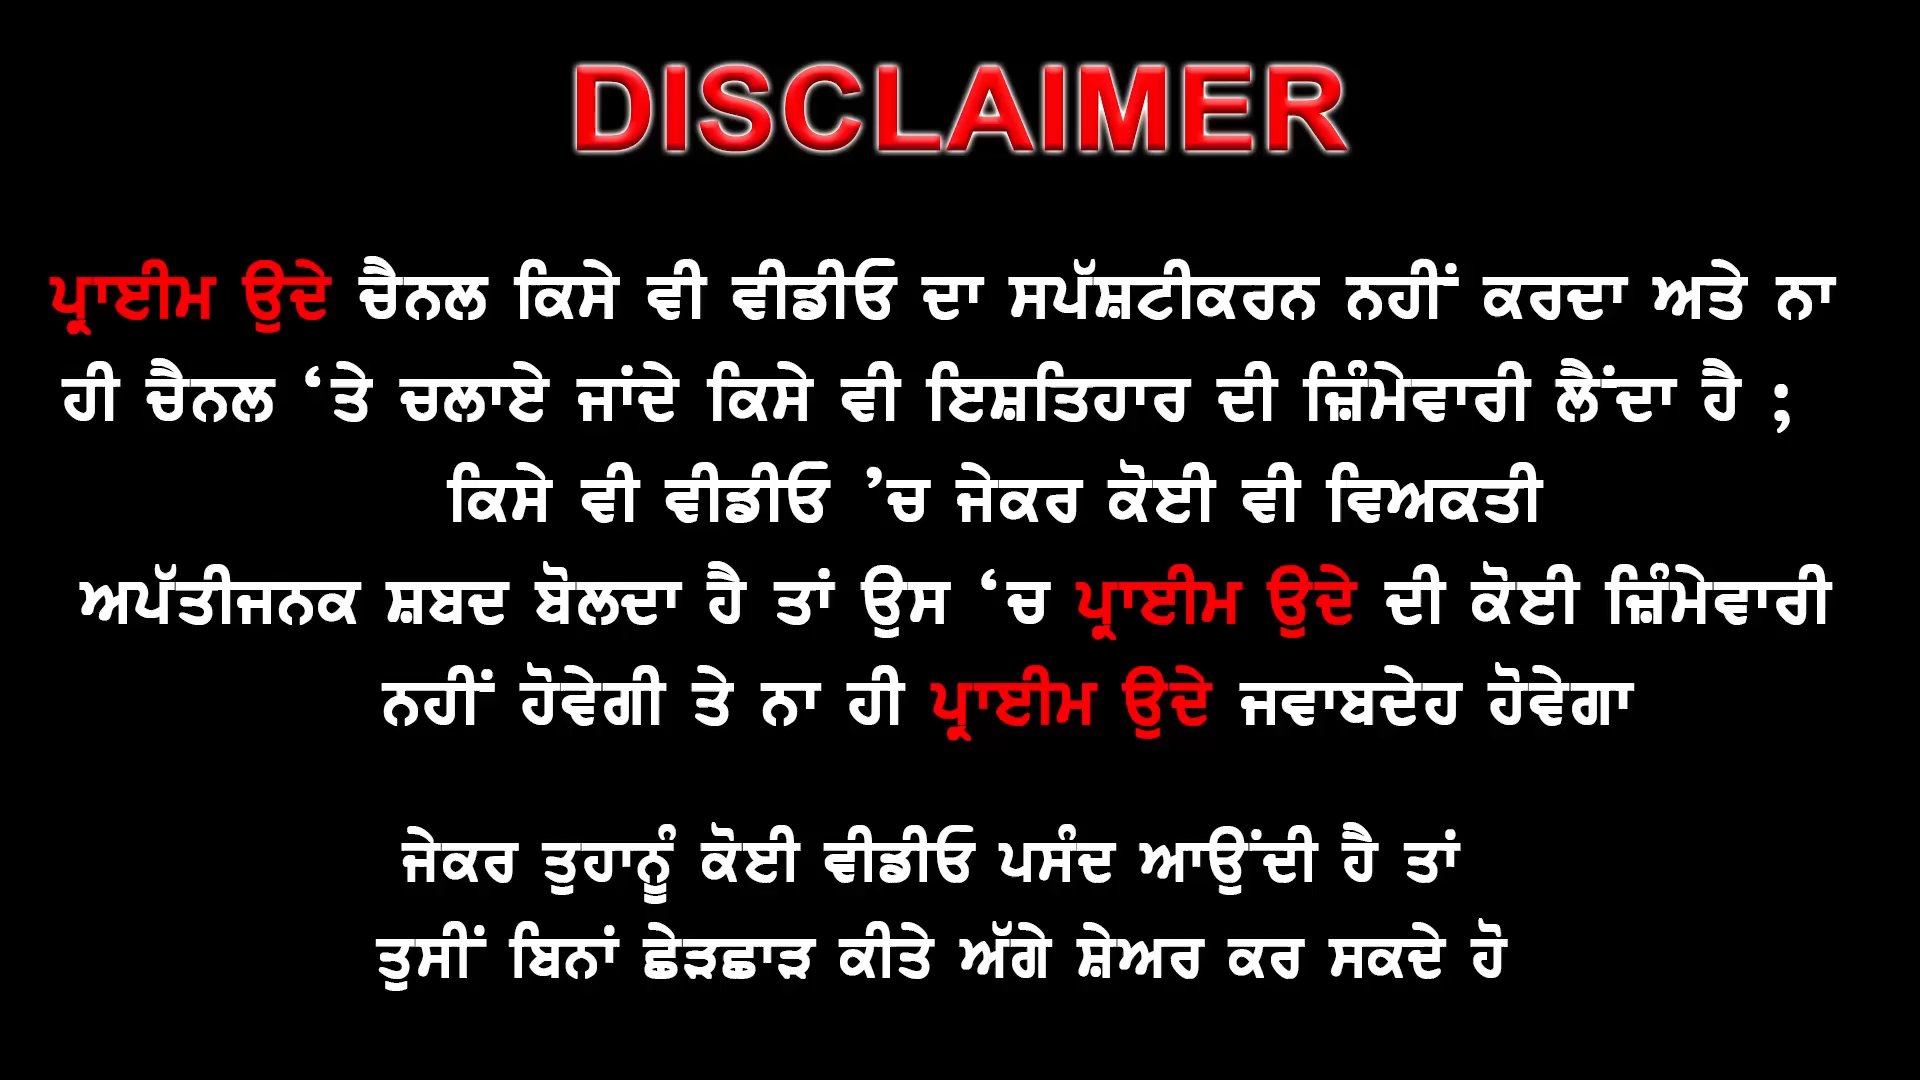 DISCLAIMER
ਪ੍ਰਾਈਮ ਉਦੇ ਚੈਨਲ ਕਿਸੇ ਵੀ ਵੀਡੀਓ ਦਾ ਸਪੱਸ਼ਟੀਕਰਨ ਨਹੀਂ ਕਰਦਾ ਅਤੇ ਨਾ
ਹੀ ਚੈਨਲ ‘ਤੇ ਚਲਾਏ ਜਾਂਦੇ ਕਿਸੇ ਵੀ ਇਸ਼ਤਿਹਾਰ ਦੀ ਜ਼ਿੰਮੇਵਾਰੀ ਲੈਂਦਾ ਹੈ ;
ਕਿਸੇ ਵੀ ਵੀਡੀਓ ’ਚ ਜੇਕਰ ਕੋਈ ਵੀ ਵਿਅਕਤੀ
ਅਪੱਤੀਜਨਕ ਸ਼ਬਦ ਬੋਲਦਾ ਹੈ ਤਾਂ ਉਸ ‘ਚ ਪ੍ਰਾਈਮ ਉਦੇ ਦੀ ਕੋਈ ਜ਼ਿੰਮੇਵਾਰੀ
ਨਹੀਂ ਹੋਵੇਗੀ ਤੇ ਨਾ ਹੀ ਪ੍ਰਾਈਮ ਉਦੇ ਜਵਾਬਦੇਹ ਹੋਵੇਗਾ
ਜੇਕਰ ਤੁਹਾਨੂੰ ਕੋਈ ਵੀਡੀਓ ਪਸੰਦ ਆਉਂਦੀ ਹੈ ਤਾਂ
ਤੁਸੀਂ ਬਿਨਾਂ ਛੇੜਛਾੜ ਕੀਤੇ ਅੱਗੇ ਸ਼ੇਅਰ ਕਰ ਸਕਦੇ ਹੋ